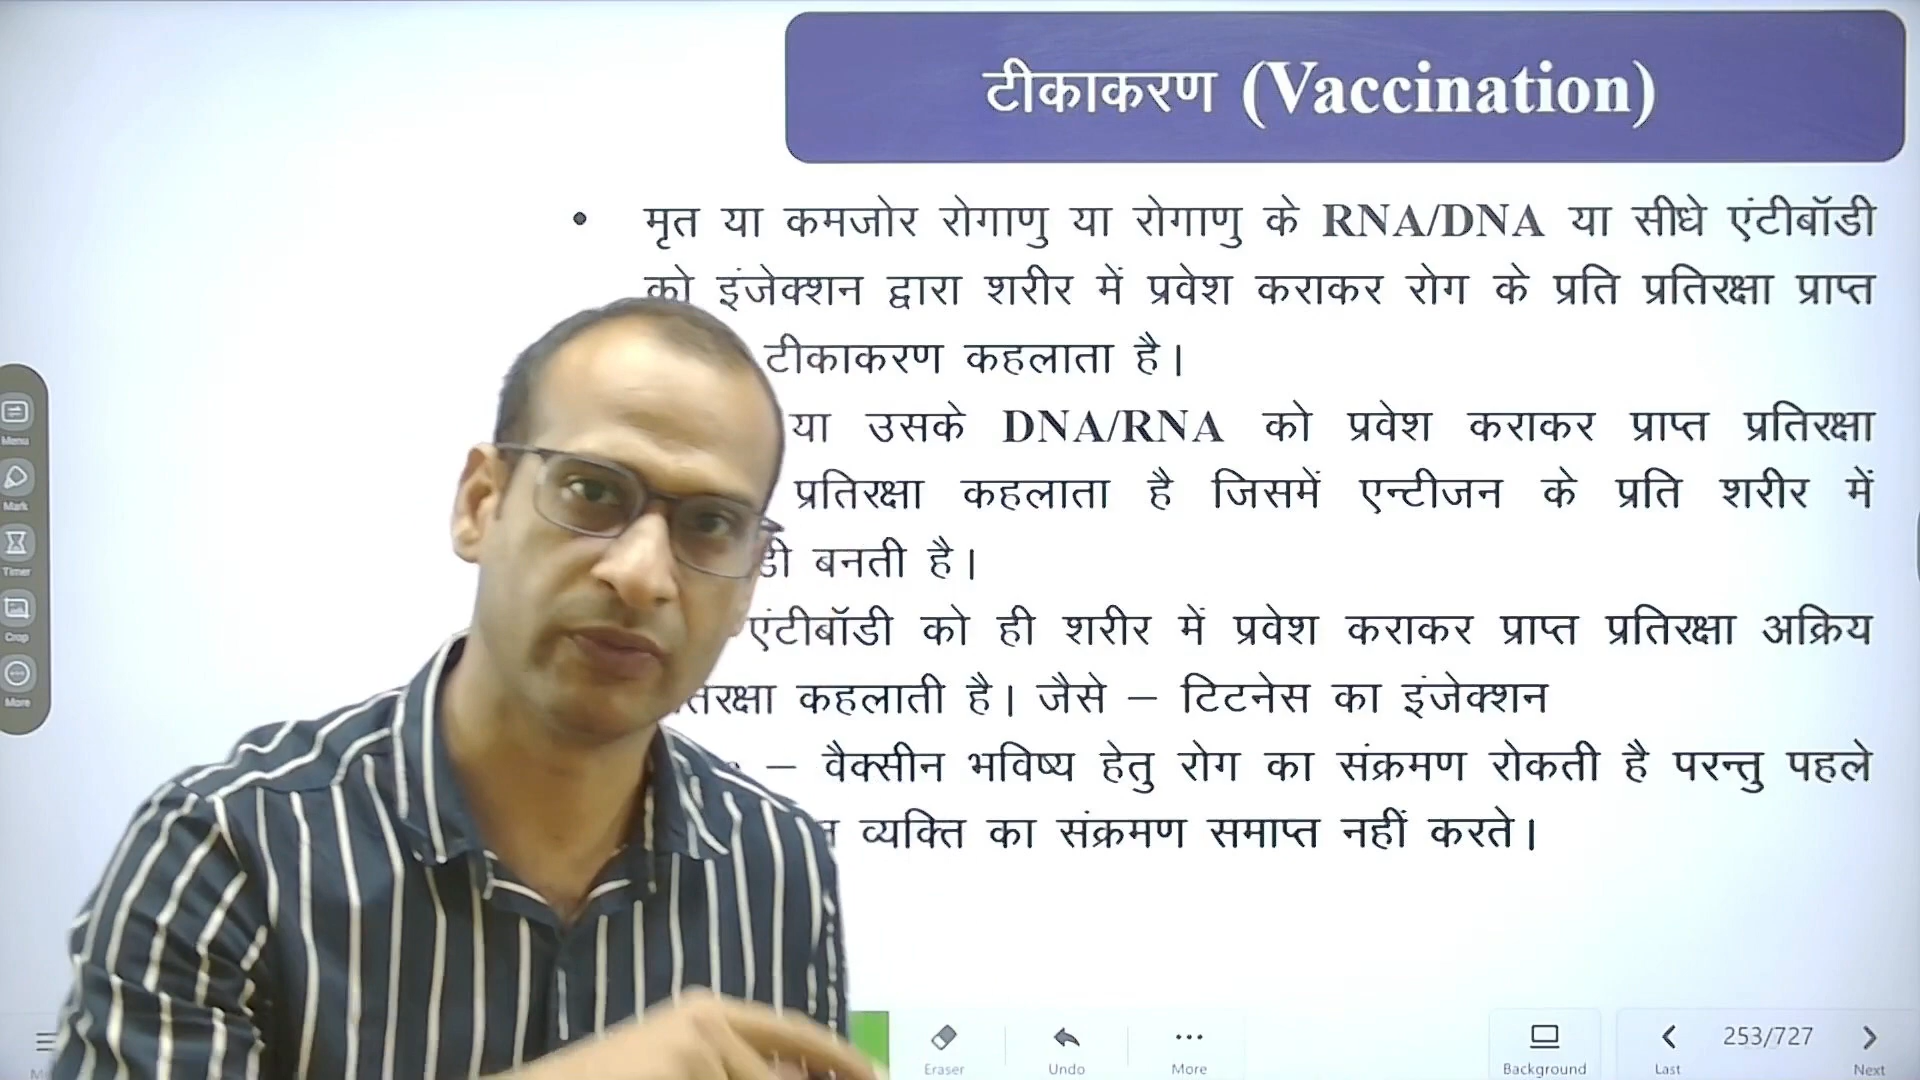 टीकाकरण (Vaccination)
• मृत या कमजोर रोगाणु या रोगाणु के RNA/DNA या सीधे एंटीबॉडी
को इंजेक्शन द्वारा शरीर में प्रवेश कराकर रोग के प्रति प्रतिरक्षा प्राप्त
टीकाकरण कहलाता है।
या उसके DNA/RNA को प्रवेश कराकर प्राप्त प्रतिरक्षा
प्रतिरक्षा कहलाता है जिसमें एन्टीजन के प्रति शरीर में
बनती है।
एंटीबॉडी को ही शरीर में प्रवेश कराकर प्राप्त प्रतिरक्षा अक्रिय
कहलाती है। जैसे – टिटनेस का इंजेक्शन
– वैक्सीन भविष्य हेतु रोग का संक्रमण रोकती है परन्तु पहले
व्यक्ति का संक्रमण समाप्त नहीं करते।
Menu
Mark
Timer
Crop
More
Eraser
Undo
More
Background
Last
253/727
Next